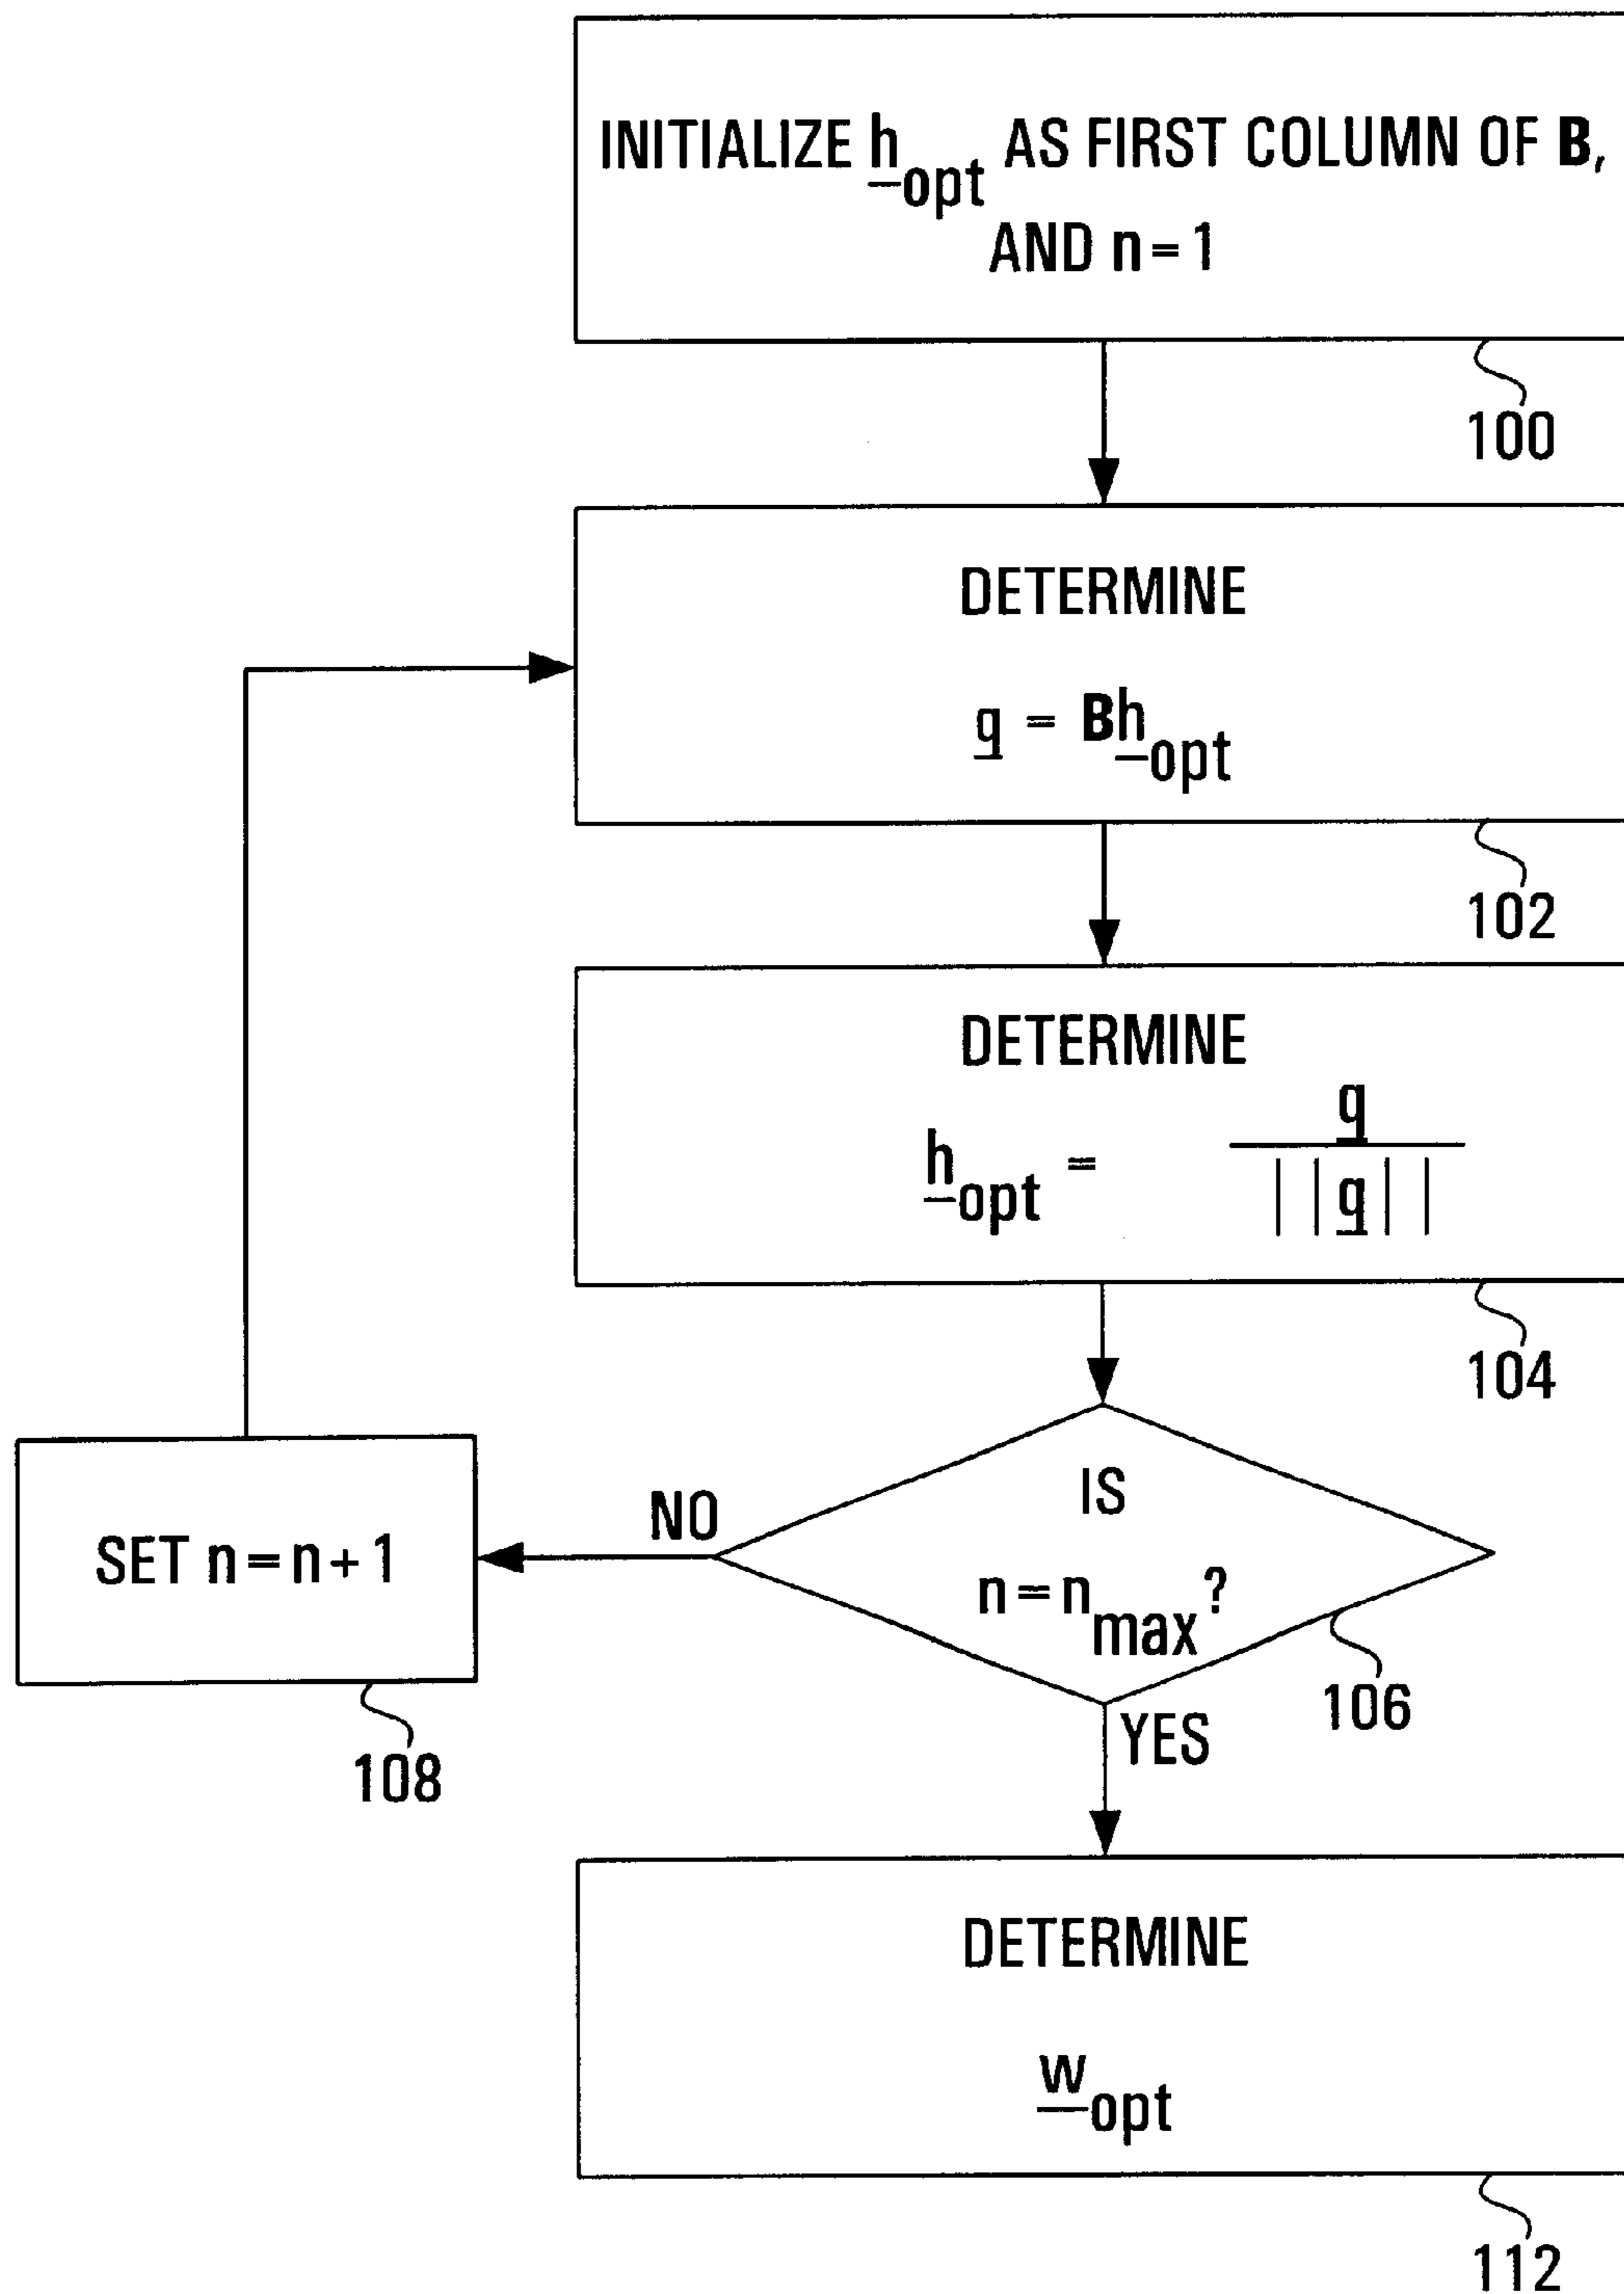 INITIALIZE h_opt AS FIRST COLUMN OF B,
AND n = 1
100
DETERMINE
q = Bh_opt
102
DETERMINE
h_opt = q / ||q||
104
IS
n = n_max ?
106
NO
SET n = n + 1
108
YES
DETERMINE
w_opt
112